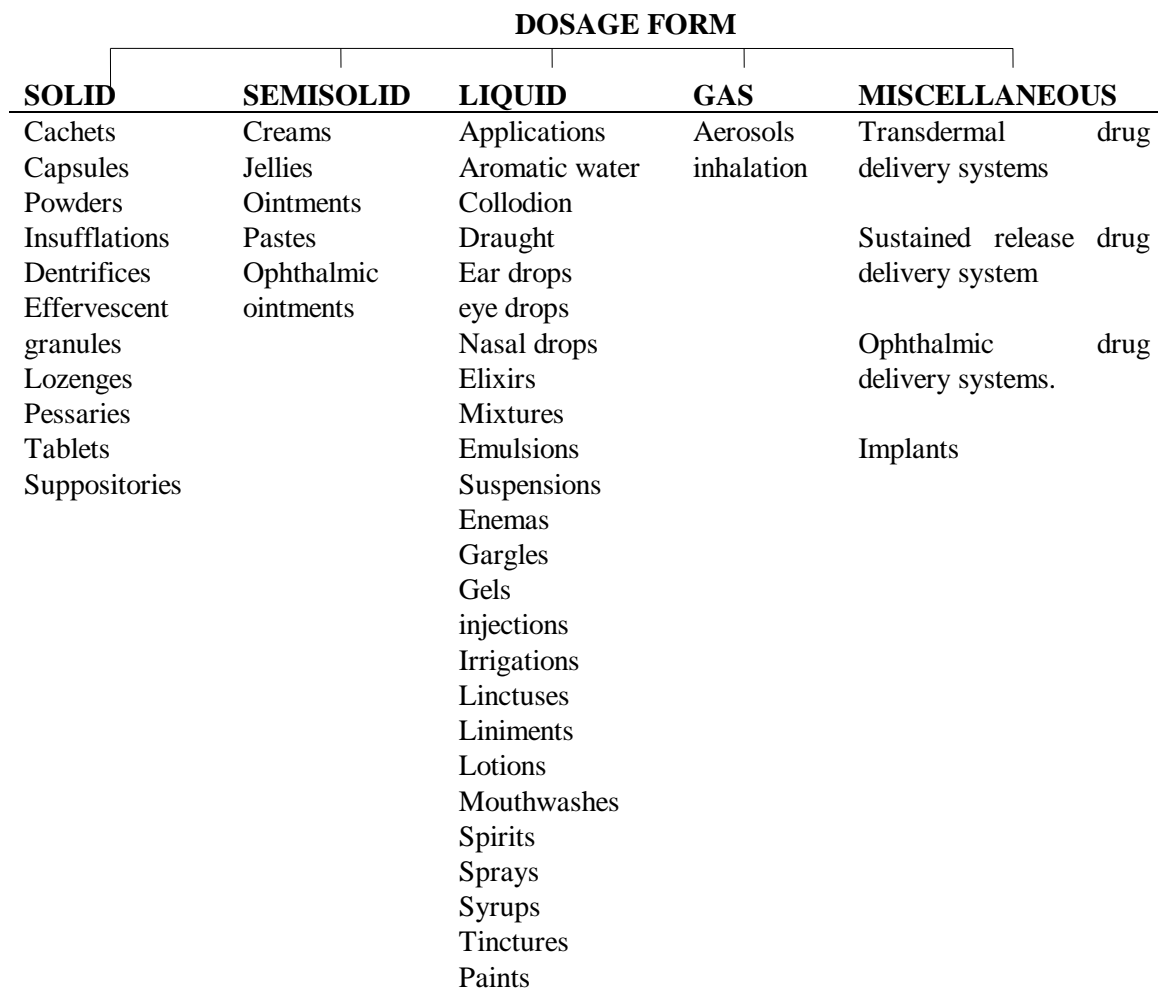 DOSAGE FORM
SOLID SEMISOLID LIQUID GAS MISCELLANEOUS
Cachets Creams Applications Aerosols Transdermal drug
Capsules Jellies Aromatic water inhalation delivery systems
Powders Ointments Collodion
Insufflations Pastes Draught Sustained release drug
Dentrifices Ophthalmic Ear drops delivery system
Effervescent ointments eye drops
granules Nasal drops Ophthalmic drug
Lozenges Elixirs delivery systems.
Pessaries Mixtures
Tablets Emulsions Implants
Suppositories Suspensions
Enemas
Gargles
Gels
injections
Irrigations
Linctuses
Liniments
Lotions
Mouthwashes
Spirits
Sprays
Syrups
Tinctures
Paints